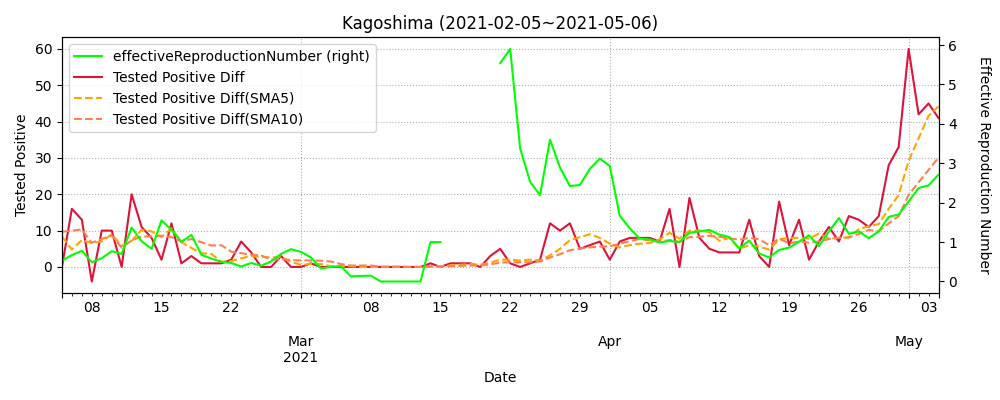 Kagoshima (2021-02-05~2021-05-06)
effectiveReproductionNumber (right)
Tested Positive Diff
Tested Positive Diff(SMA5)
Tested Positive Diff(SMA10)
Tested Positive
60
50
40
30
20
10
0
Effective Reproduction Number
6
5
4
3
2
1
0
08 15 22 08 15 22 29 05 12 19 26 03
Mar Apr May
2021
Date